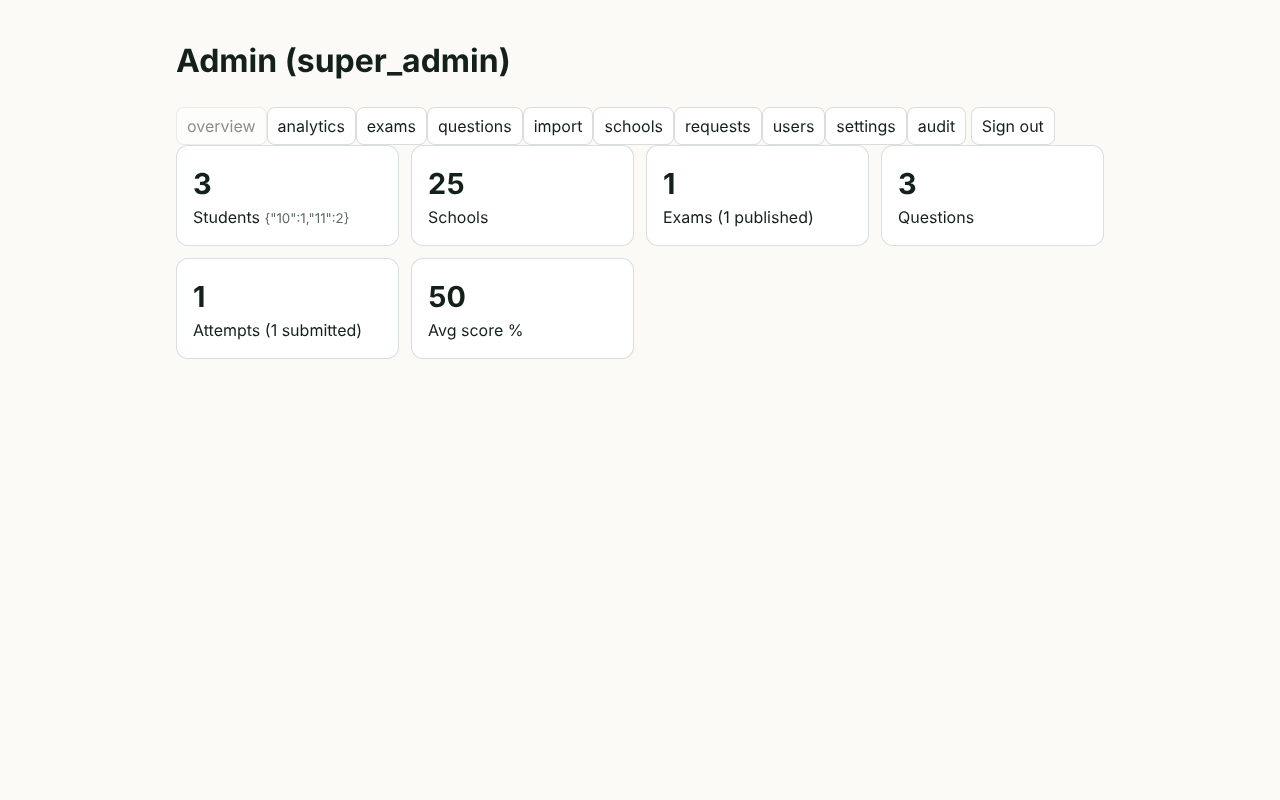 Admin (super_admin)
overview analytics exams questions import schools requests users settings audit Sign out
3
Students {"10":1,"11":2}
25
Schools
1
Exams (1 published)
3
Questions
1
Attempts (1 submitted)
50
Avg score %